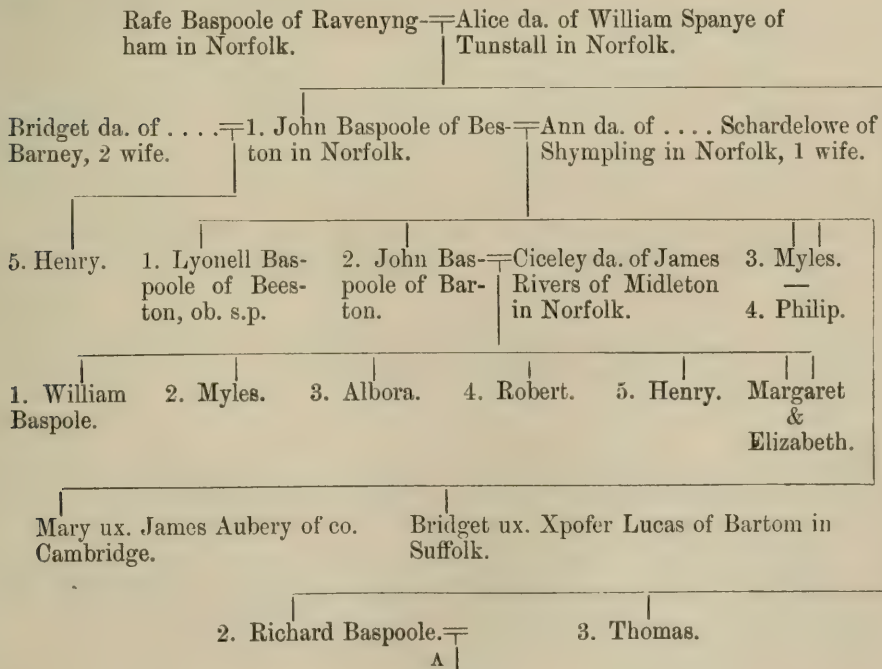 Rafe Baspoole of Ravenyng-
ham in Norfolk.
Alice da. of William Spanye of
Tunstall in Norfolk.
Bridget da. of . . . .
Barney, 2 wife.
1. John Baspoole of Bes-
ton in Norfolk.
Ann da. of . . . . Schardelowe of
Shympling in Norfolk, 1 wife.
5. Henry.
1. Lyonell Bas-
poole of Bees-
ton, ob. s.p.
2. John Bas-
poole of Bar-
ton.
Ciceley da. of James
Rivers of Midleton
in Norfolk.
3. Myles.
—
4. Philip.
1. William
Baspole.
2. Myles.
3. Albora.
4. Robert.
5. Henry.
Margaret
&
Elizabeth.
Mary ux. James Aubery of co.
Cambridge.
Bridget ux. Xpofer Lucas of Bartom in
Suffolk.
2. Richard Baspoole.
A
3. Thomas.